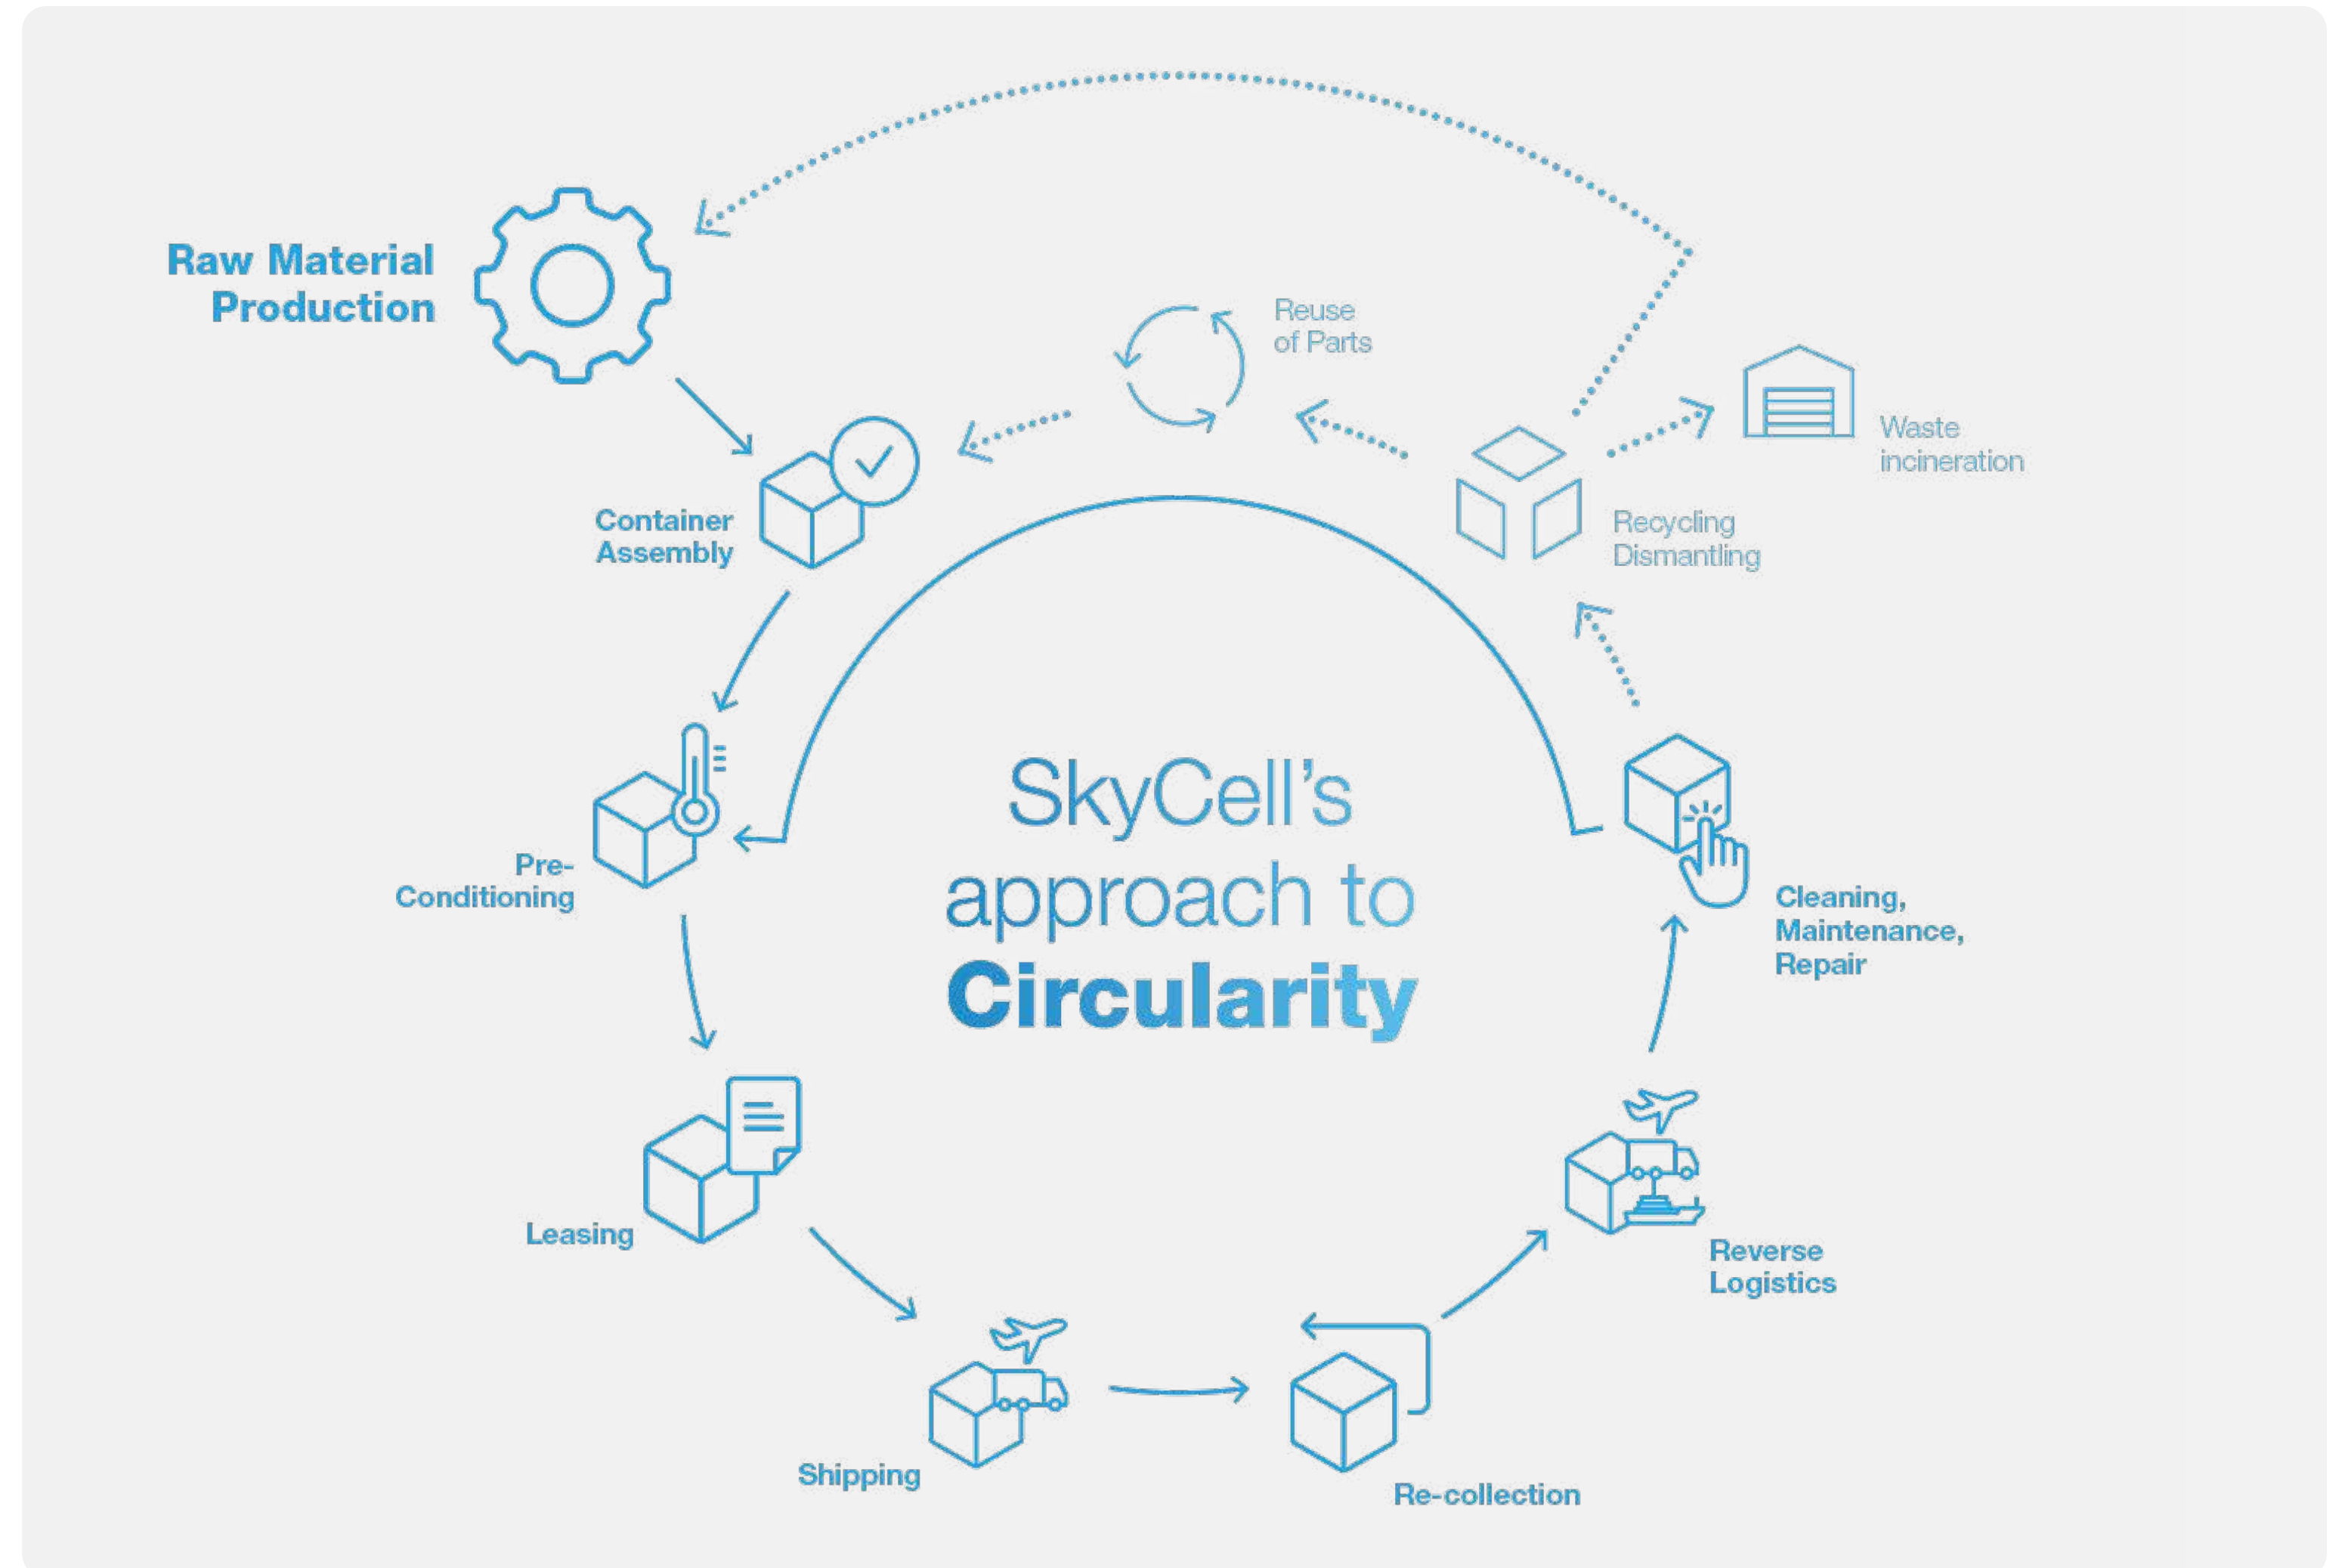 Raw Material
Production
Reuse
of Parts
Waste
incineration
Container
Assembly
Recycling
Dismantling
SkyCell's
approach to
Circularity
Pre-
Conditioning
Cleaning,
Maintenance,
Repair
Leasing
Reverse
Logistics
Shipping
Re-collection